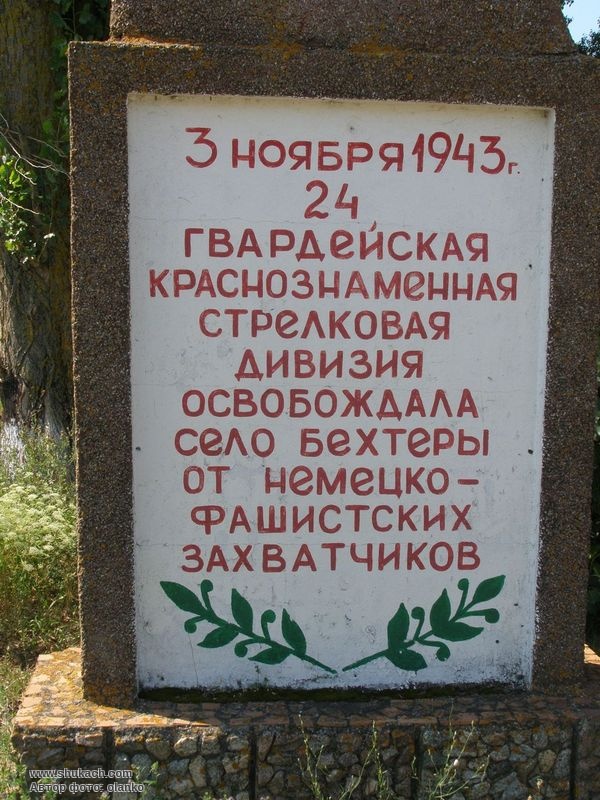 3 НОЯБРЯ 1943г.
24
ГВАРДЕЙСКАЯ
КРАСНОЗНАМЕННАЯ
СТРЕЛКОВАЯ
ДИВИЗИЯ
ОСВОБОЖДАЛА
СЕЛО БЕХТЕРЫ
ОТ НЕМЕЦКО–
ФАШИСТСКИХ
ЗАХВАТЧИКОВ
www.shukach.com
Автор фото: olanko